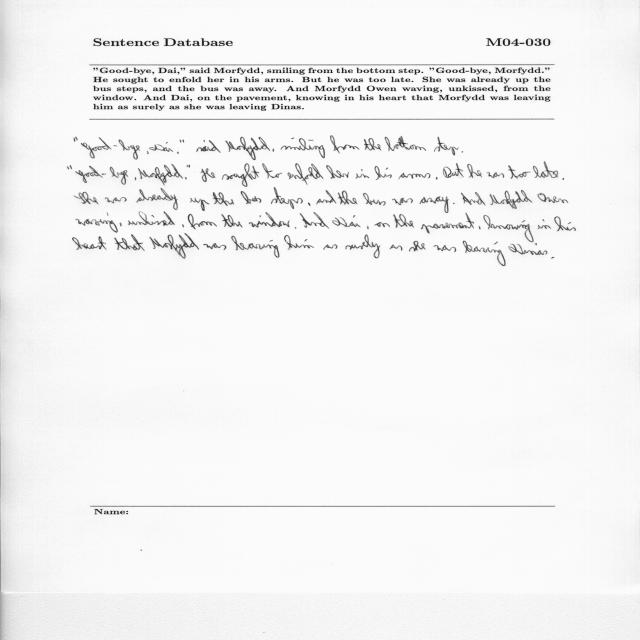 Sentence Database M04-030
"Good-bye, Dai," said Morfydd, smiling from the bottom step. "Good-bye, Morfydd."
He sought to enfold her in his arms. But he was too late. She was already up the
bus steps, and the bus was away. And Morfydd Owen waving, unkissed, from the
window. And Dai, on the pavement, knowing in his heart that Morfydd was leaving
him as surely as she was leaving Dinas.
"Good-bye, Dai," said Morfydd, smiling from the bottom step.
"Good-bye, Morfydd." He sought to enfold her in his arms. But he was too late.
She was already up the bus steps, and the bus was away. And Morfydd Owen
waving, unkissed, from the window. And Dai, on the pavement, knowing in his
heart that Morfydd was leaving him as surely as she was leaving Dinas.
Name: